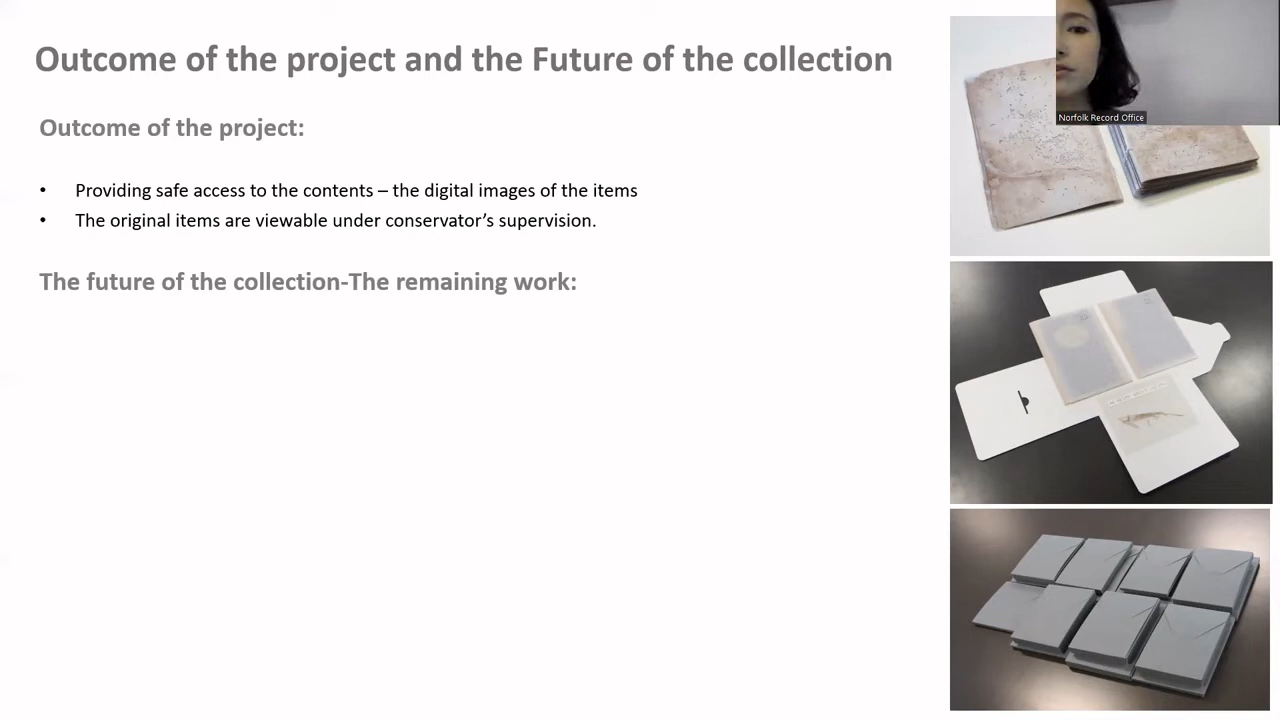 Outcome of the project and the Future of the collection
Norfolk Record Office
Outcome of the project:
• Providing safe access to the contents – the digital images of the items
• The original items are viewable under conservator’s supervision.
The future of the collection-The remaining work: